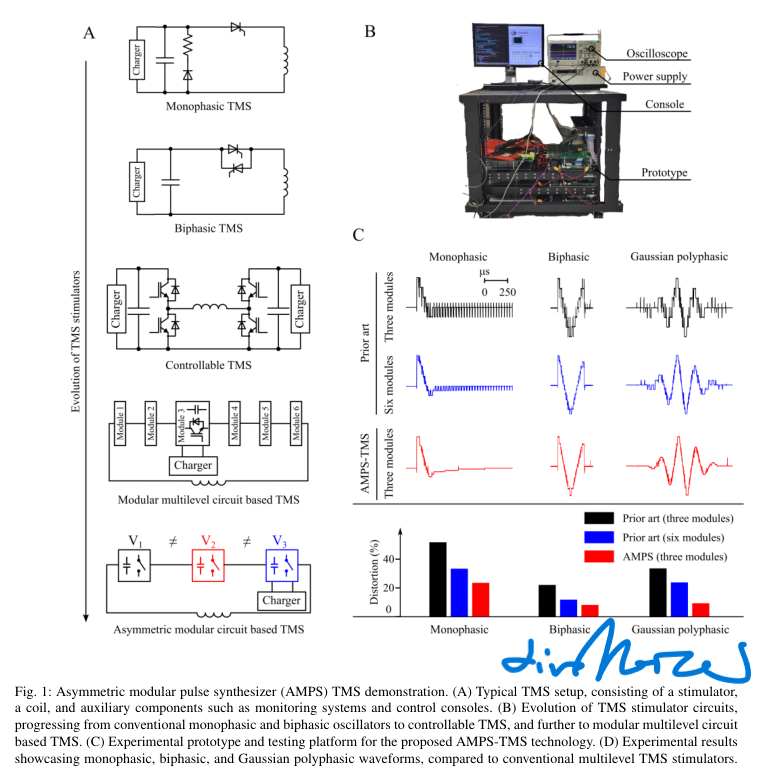 A
Evolution of TMS stimulators
Charger
Monophasic TMS
Charger
Biphasic TMS
Charger
Charger
Controllable TMS
Module 1
Module 2
Module 3
Module 4
Module 5
Module 6
Charger
Modular multilevel circuit based TMS
V1 ≠ V2 ≠ V3
Charger
Asymmetric modular circuit based TMS
B
Oscilloscope
Power supply
Console
Prototype
C
Monophasic
Biphasic
Gaussian polyphasic
µs
0 250
Prior art
Three modules
Six modules
AMPS-TMS
Three modules
Prior art (three modules)
Prior art (six modules)
AMPS (three modules)
Distortion (%)
40
20
0
Monophasic
Biphasic
Gaussian polyphasic
Fig. 1: Asymmetric modular pulse synthesizer (AMPS) TMS demonstration. (A) Typical TMS setup, consisting of a stimulator,
a coil, and auxiliary components such as monitoring systems and control consoles. (B) Evolution of TMS stimulator circuits,
progressing from conventional monophasic and biphasic oscillators to controllable TMS, and further to modular multilevel circuit
based TMS. (C) Experimental prototype and testing platform for the proposed AMPS-TMS technology. (D) Experimental results
showcasing monophasic, biphasic, and Gaussian polyphasic waveforms, compared to conventional multilevel TMS stimulators.